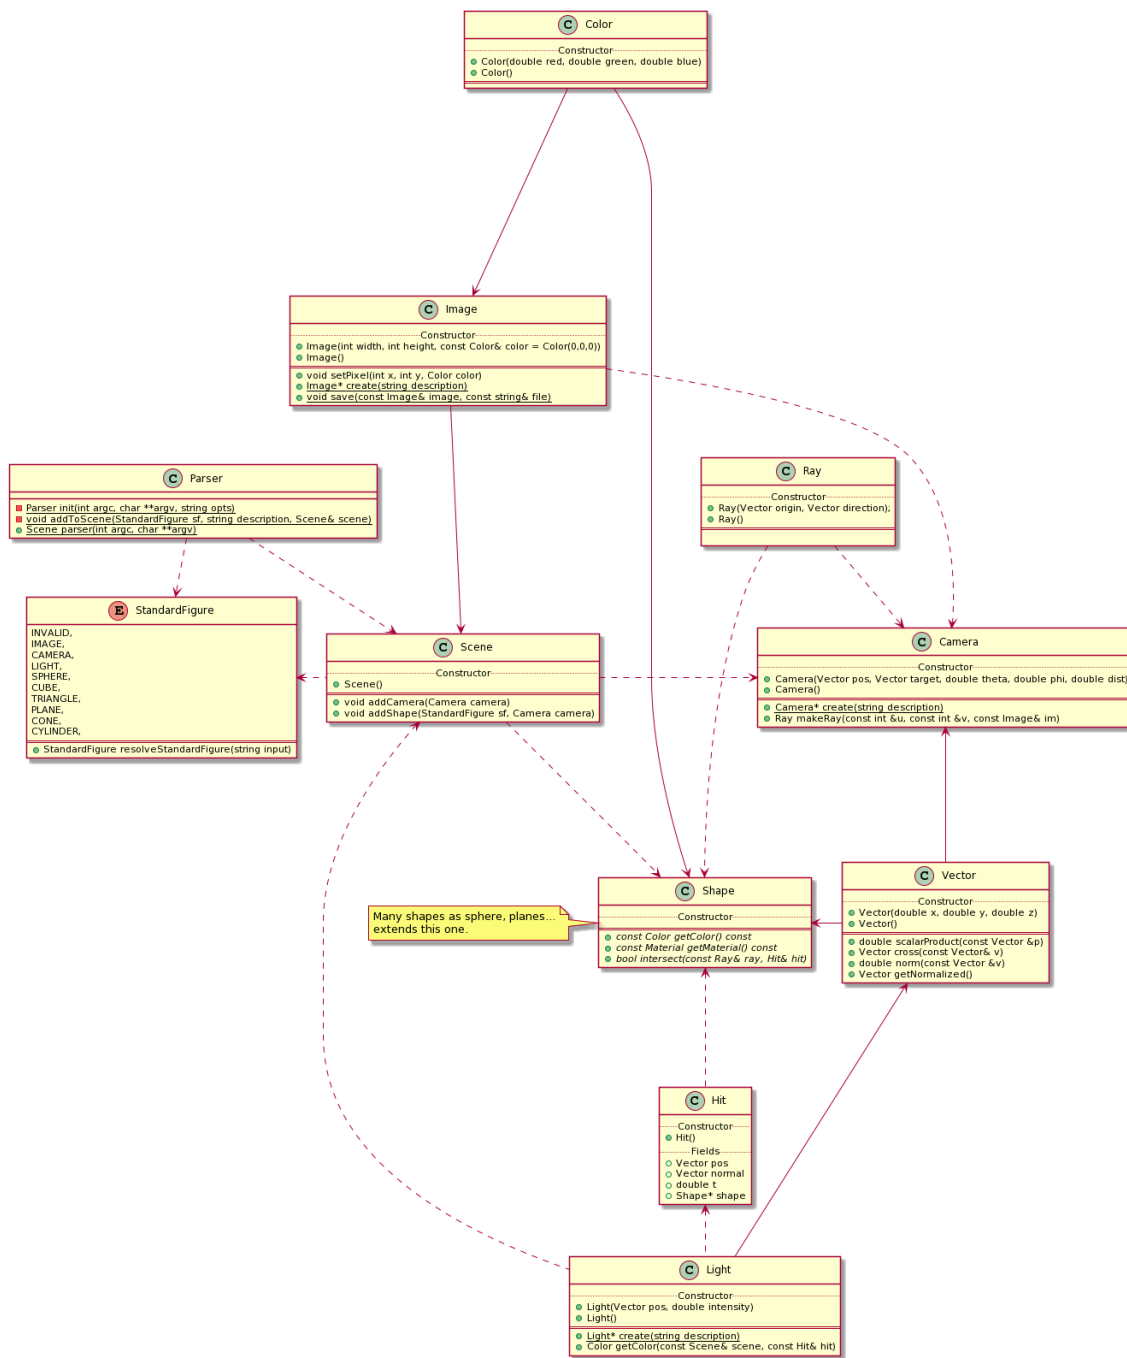 C Color
Constructor
Color(double red, double green, double blue)
Color()
C Image
Constructor
Image(int width, int height, const Color& color = Color(0,0,0))
Image()
void setPixel(int x, int y, Color color)
Image* create(string description)
void save(const Image& image, const string& file)
C Parser
Parser init(int argc, char **argv, string opts)
void addToScene(StandardFigure sf, string description, Scene& scene)
Scene parser(int argc, char **argv)
C Ray
Constructor
Ray(Vector origin, Vector direction);
Ray()
E StandardFigure
INVALID,
IMAGE,
CAMERA,
LIGHT,
SPHERE,
CUBE,
TRIANGLE,
PLANE,
CONE,
CYLINDER,
StandardFigure resolveStandardFigure(string input)
C Scene
Constructor
Scene()
void addCamera(Camera camera)
void addShape(StandardFigure sf, Camera camera)
C Camera
Constructor
Camera(Vector pos, Vector target, double theta, double phi, double dist)
Camera()
Camera* create(string description)
Ray makeRay(const int &u, const int &v, const Image& im)
Many shapes as sphere, planes...
extends this one.
C Shape
Constructor
const Color getColor() const
const Material getMaterial() const
bool intersect(const Ray& ray, Hit& hit)
C Vector
Constructor
Vector(double x, double y, double z)
Vector()
double scalarProduct(const Vector &p)
Vector cross(const Vector& v)
double norm(const Vector &v)
Vector getNormalized()
C Hit
Constructor
Hit()
Fields
Vector pos
Vector normal
double t
Shape* shape
C Light
Constructor
Light(Vector pos, double intensity)
Light()
Light* create(string description)
Color getColor(const Scene& scene, const Hit& hit)